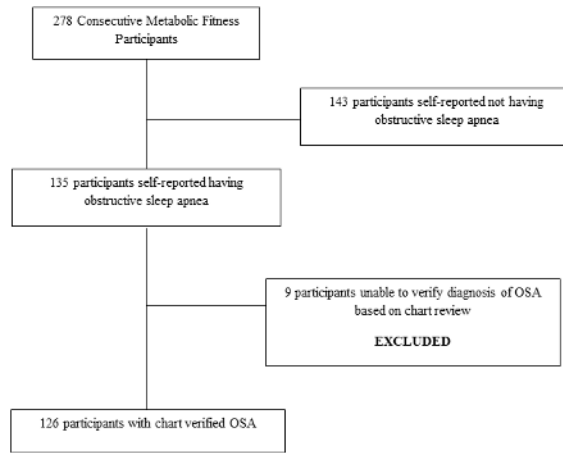 278 Consecutive Metabolic Fitness
Participants
143 participants self-reported not having
obstructive sleep apnea
135 participants self-reported having
obstructive sleep apnea
9 participants unable to verify diagnosis of OSA
based on chart review
EXCLUDED
126 participants with chart verified OSA